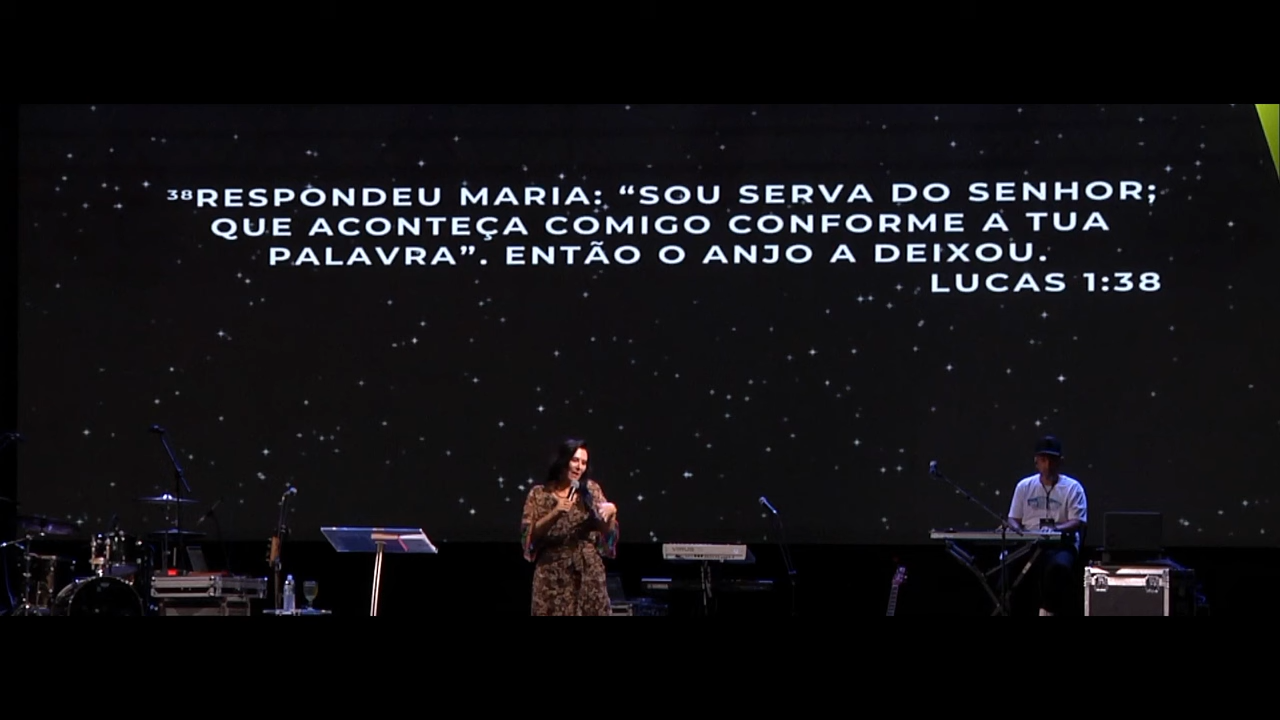 ³⁸RESPONDEU MARIA: “SOU SERVA DO SENHOR;
QUE ACONTEÇA COMIGO CONFORME A TUA
PALAVRA”. ENTÃO O ANJO A DEIXOU.
LUCAS 1:38